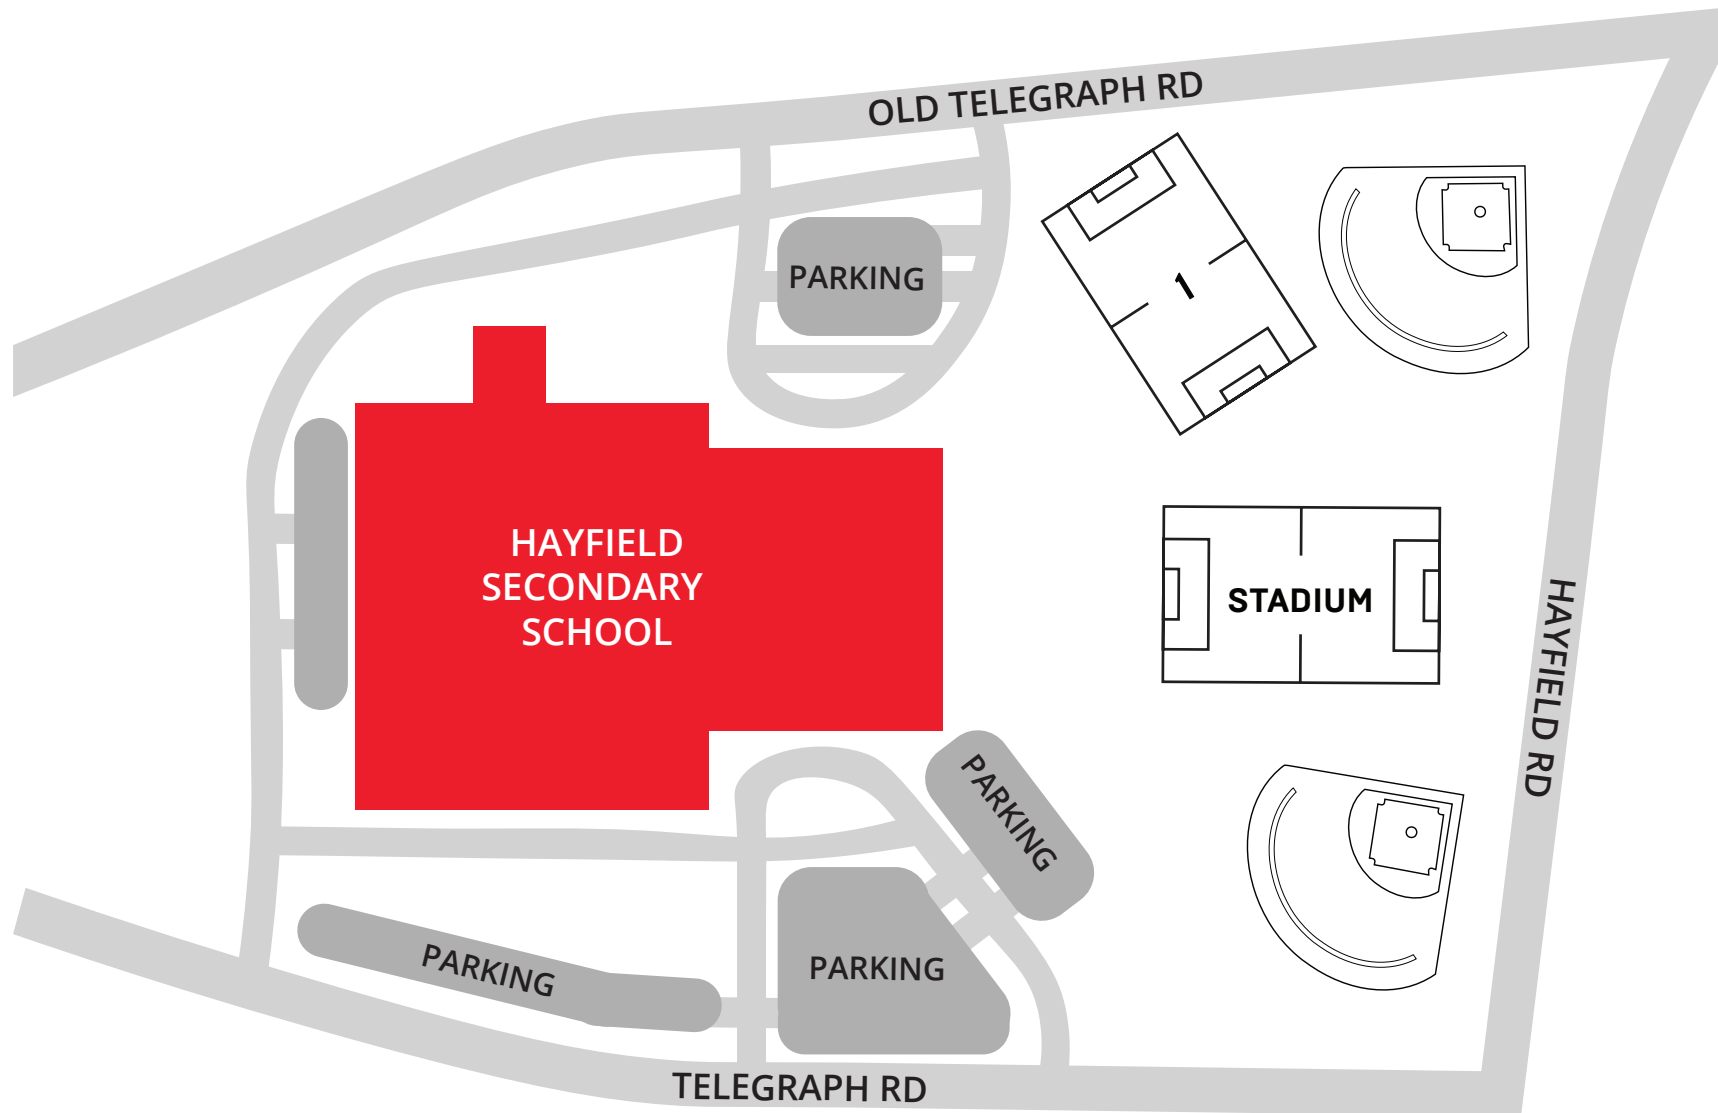 OLD TELEGRAPH RD
PARKING
1
HAYFIELD
SECONDARY
SCHOOL
STADIUM
HAYFIELD RD
PARKING
PARKING
PARKING
TELEGRAPH RD